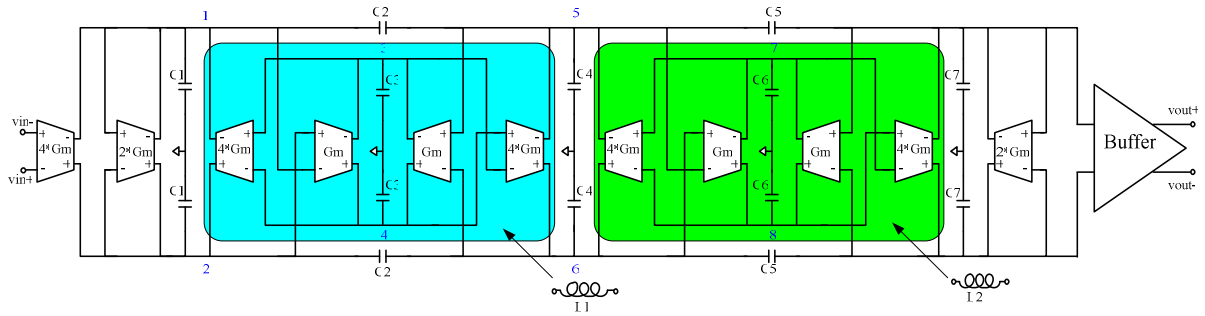 1
C2
5
C5
3
7
C1
C3
C4
C6
C7
vin-
vin+
4*Gm
2*Gm
4*Gm
Gm
Gm
4*Gm
4*Gm
Gm
Gm
4*Gm
2*Gm
Buffer
vout+
vout-
C1
C3
C4
C6
C7
4
8
2
C2
6
C5
L1
L2